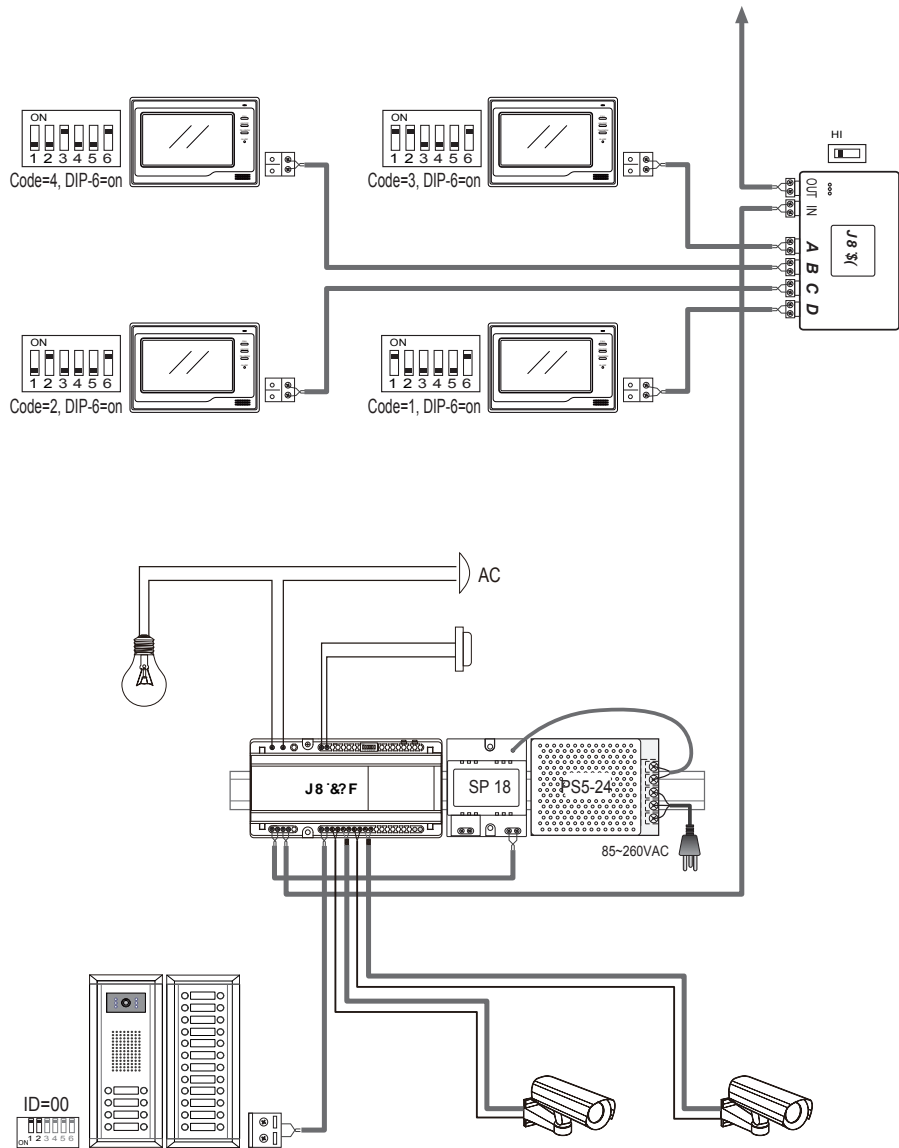 HI
ON
1 2 3 4 5 6
Code=4, DIP-6=on
ON
1 2 3 4 5 6
Code=3, DIP-6=on
OUT
IN
A
B
C
D
J8'$(
ON
1 2 3 4 5 6
Code=2, DIP-6=on
ON
1 2 3 4 5 6
Code=1, DIP-6=on
AC
J8¨&?F
SP 18
PS5-24
85~260VAC
ID=00
ON 1 2 3 4 5 6